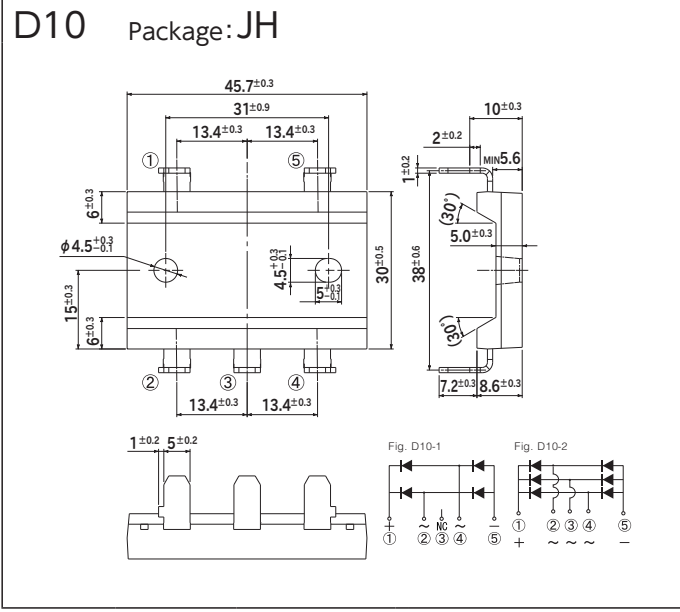 D10 Package: JH
45.7±0.3
31±0.9
13.4±0.3 13.4±0.3
① ⑤
6±0.3
φ4.5+0.3−0.1
4.5+0.3−0.1
5+0.3−0.1
30±0.5
15±0.3
6±0.3
② ③ ④
13.4±0.3 13.4±0.3
10±0.3
2±0.2
MIN5.6
1±0.2
(30°)
5.0±0.3
38±0.6
(30°)
7.2±0.3 8.6±0.3
1±0.2 5±0.2
Fig. D10-1
+ ~ NC ~ −
① ② ③ ④ ⑤
Fig. D10-2
① ② ③ ④ ⑤
+ ~ ~ ~ −